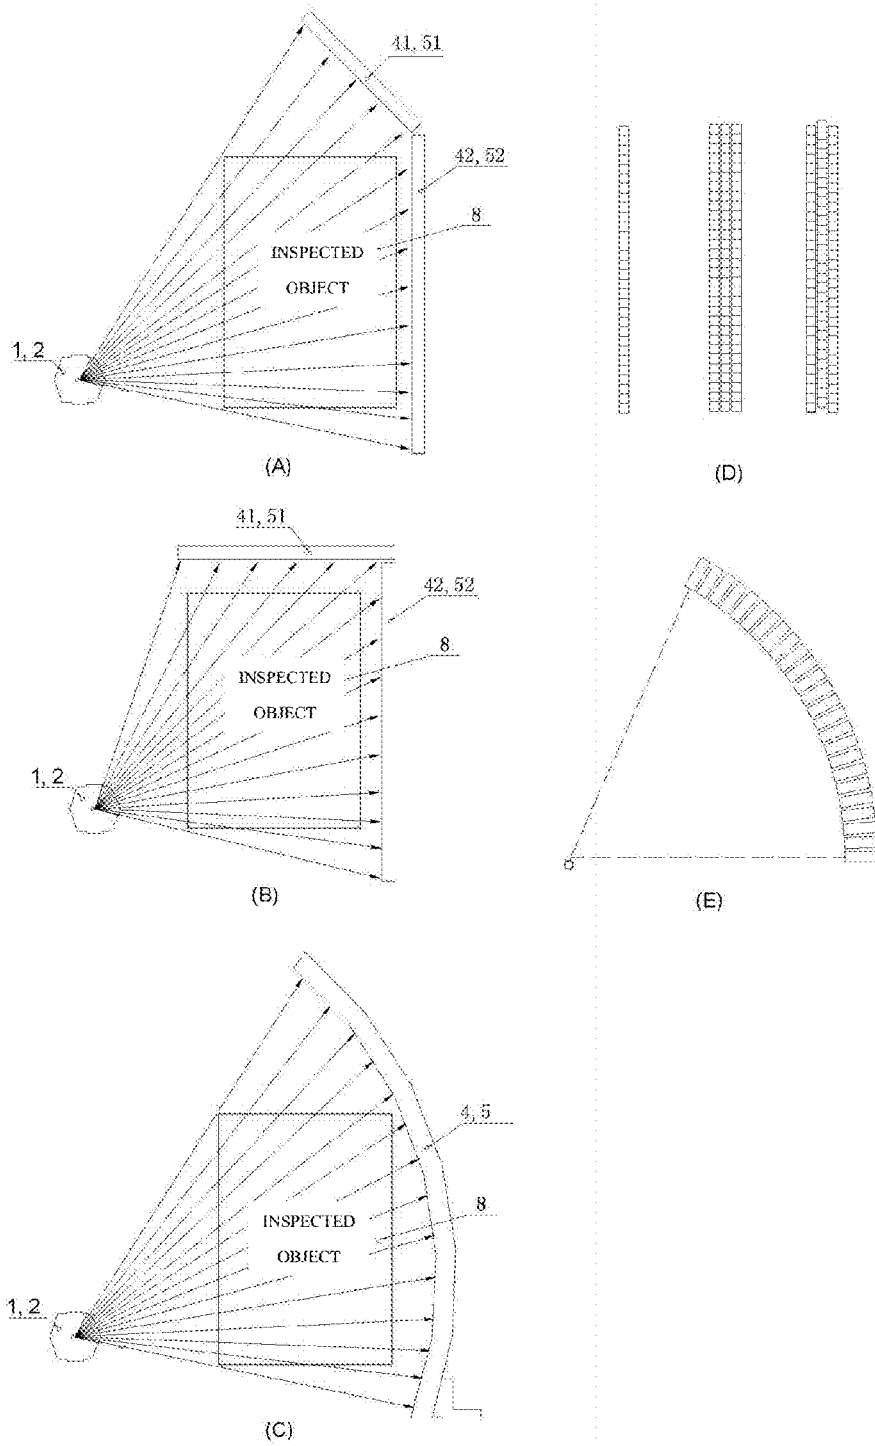 41, 51
42, 52
8
INSPECTED
OBJECT
1, 2
(A)
(D)
41, 51
42, 52
8
INSPECTED
OBJECT
1, 2
(B)
(E)
4, 5
8
INSPECTED
OBJECT
1, 2
(C)